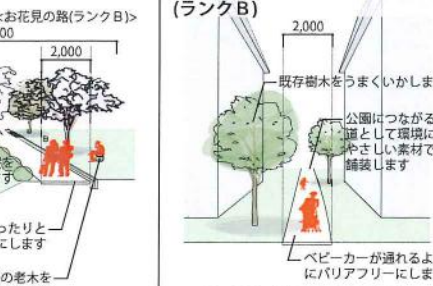 <お花見の路(ランクB)>
00
2,000
す
ったりと
にします
の老木を
(ランクB)
2,000
既存樹木をうまくいかしま
公園につながる
道として環境に
やさしい素材で
舗装します
ベビーカーが通れるよ
にバリアフリーにしま